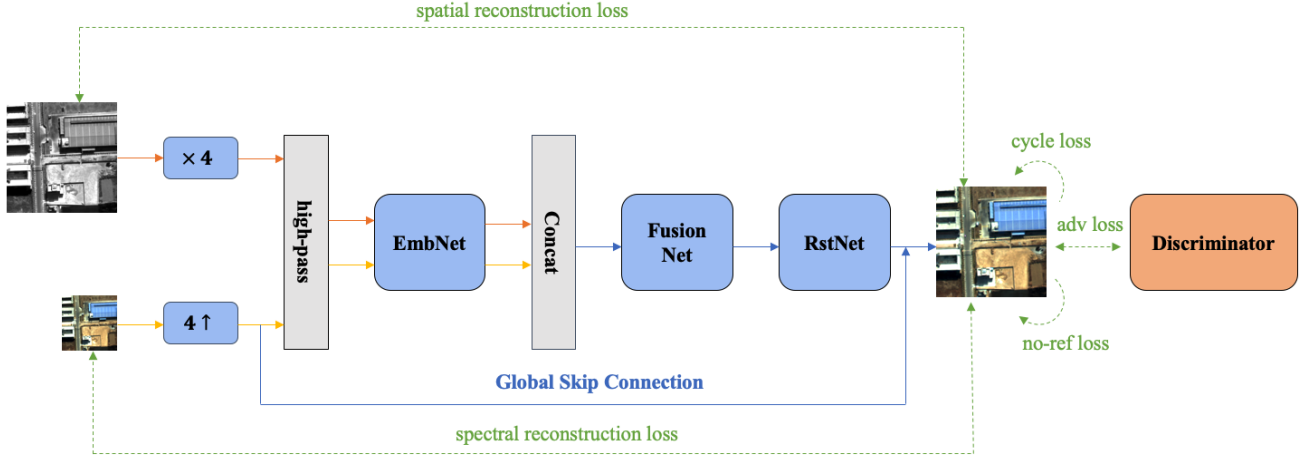 spatial reconstruction loss
× 4
high-pass
EmbNet
Concat
Fusion
Net
RstNet
cycle loss
adv loss
Discriminator
no-ref loss
4 ↑
Global Skip Connection
spectral reconstruction loss